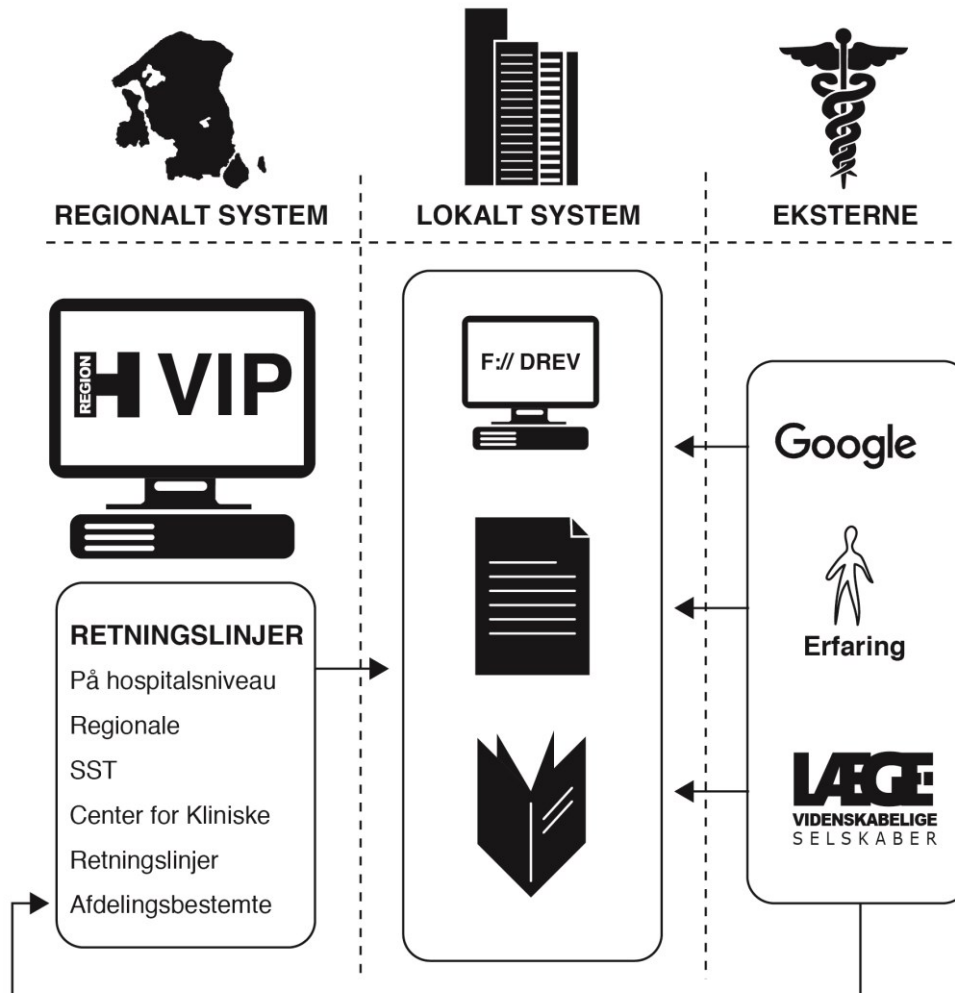 REGIONALT SYSTEM
LOKALT SYSTEM
EKSTERNE
REGION H VIP
F:// DREV
Google
Erfaring
LÆGE
VIDENSKABELIGE
SELSKABER
RETNINGSLINJER
På hospitalsniveau
Regionale
SST
Center for Kliniske
Retningslinjer
Afdelingsbestemte